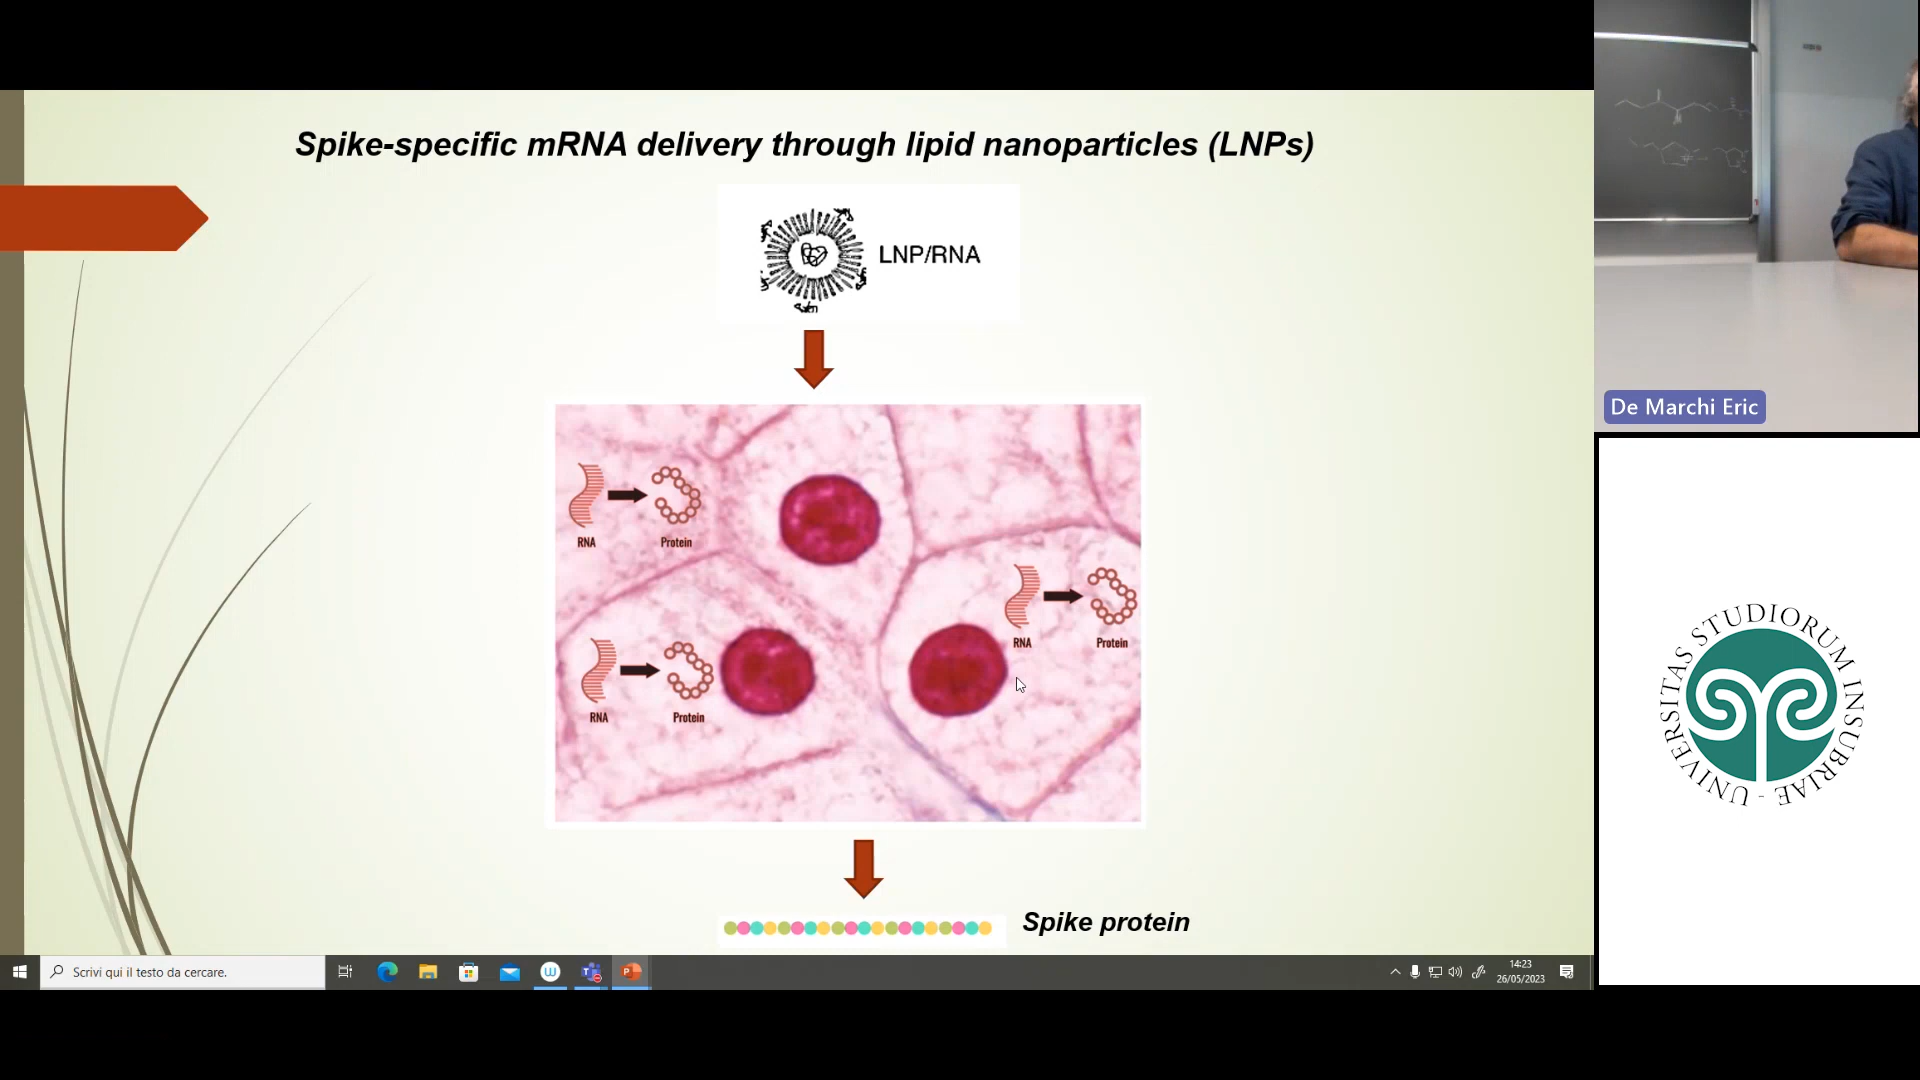 Spike-specific mRNA delivery through lipid nanoparticles (LNPs)
LNP/RNA
RNA
Protein
RNA
Protein
RNA
Protein
Spike protein
Scrivi qui il testo da cercare.
14:23
26/05/2023
De Marchi Eric
UNIVERSITAS STUDIORUM INSUBRIAE -